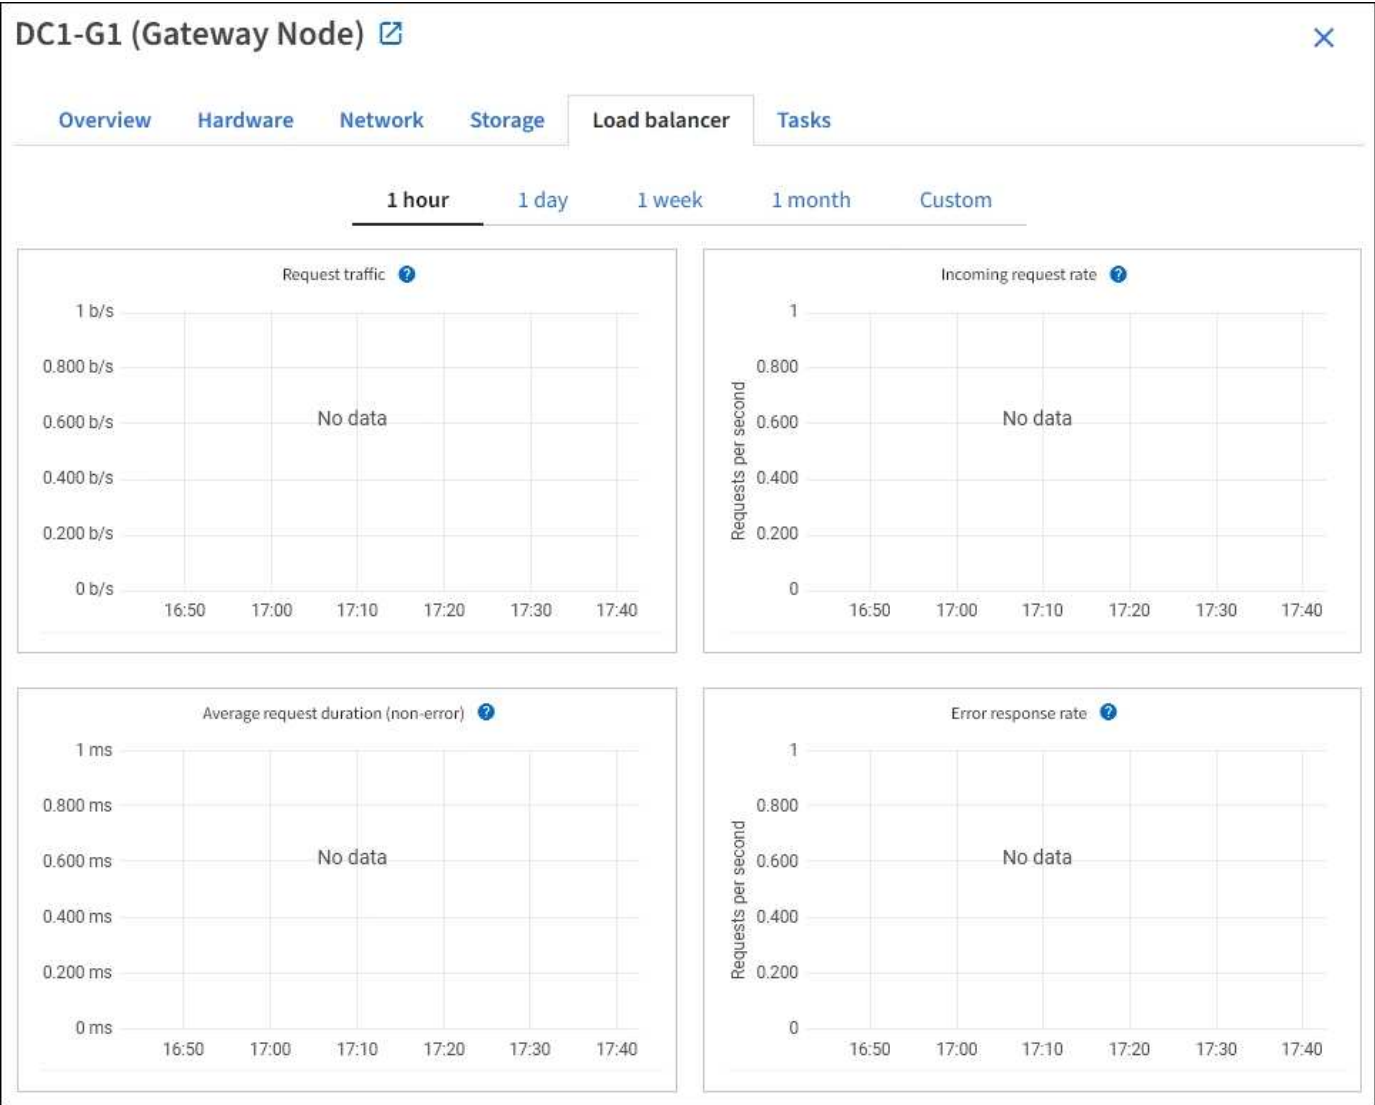 DC1-G1 (Gateway Node)
Overview Hardware Network Storage Load balancer Tasks
1 hour 1 day 1 week 1 month Custom
Request traffic ?
1 b/s
0.800 b/s
0.600 b/s
0.400 b/s
0.200 b/s
0 b/s
No data
16:50 17:00 17:10 17:20 17:30 17:40
Incoming request rate ?
Requests per second
1
0.800
0.600
0.400
0.200
0
No data
16:50 17:00 17:10 17:20 17:30 17:40
Average request duration (non-error) ?
1 ms
0.800 ms
0.600 ms
0.400 ms
0.200 ms
0 ms
No data
16:50 17:00 17:10 17:20 17:30 17:40
Error response rate ?
Requests per second
1
0.800
0.600
0.400
0.200
0
No data
16:50 17:00 17:10 17:20 17:30 17:40